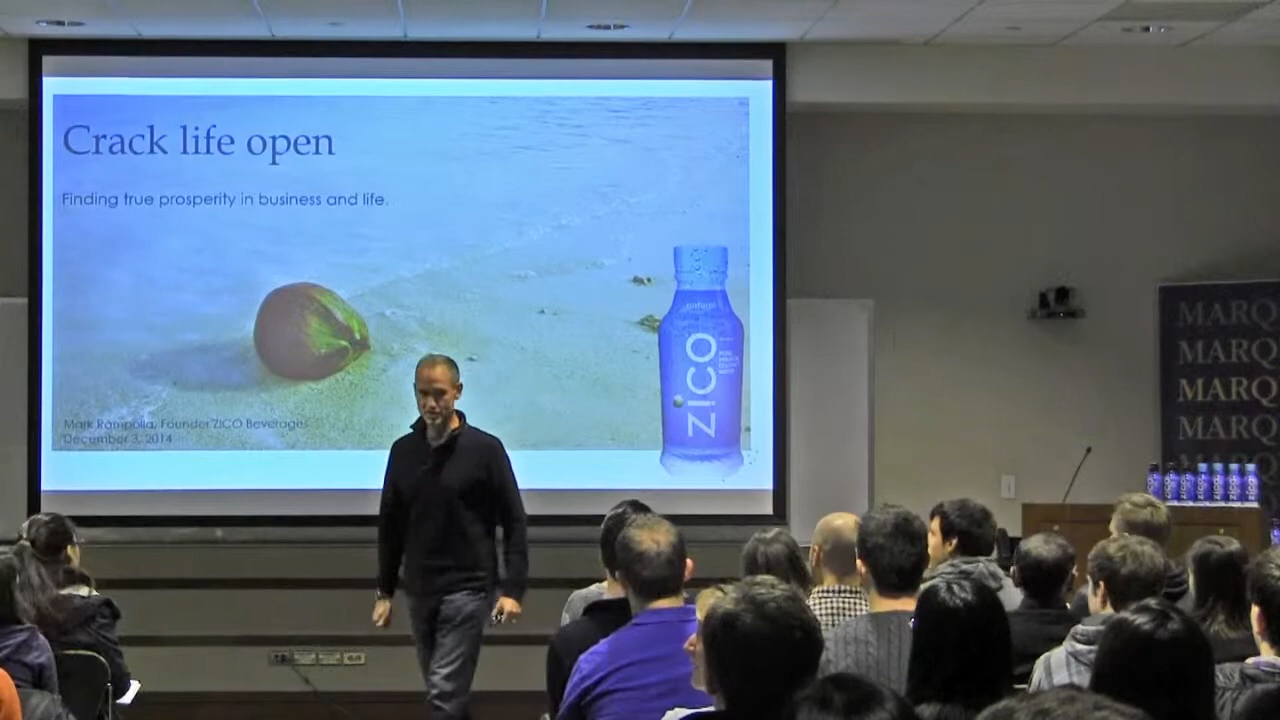 Crack life open
Finding true prosperity in business and life.
natural
ZICO
Mark Rampolla, Founder ZICO Beverages
December 3, 2014
MARQ
MARQ
MARQ
MARQ
MARQ